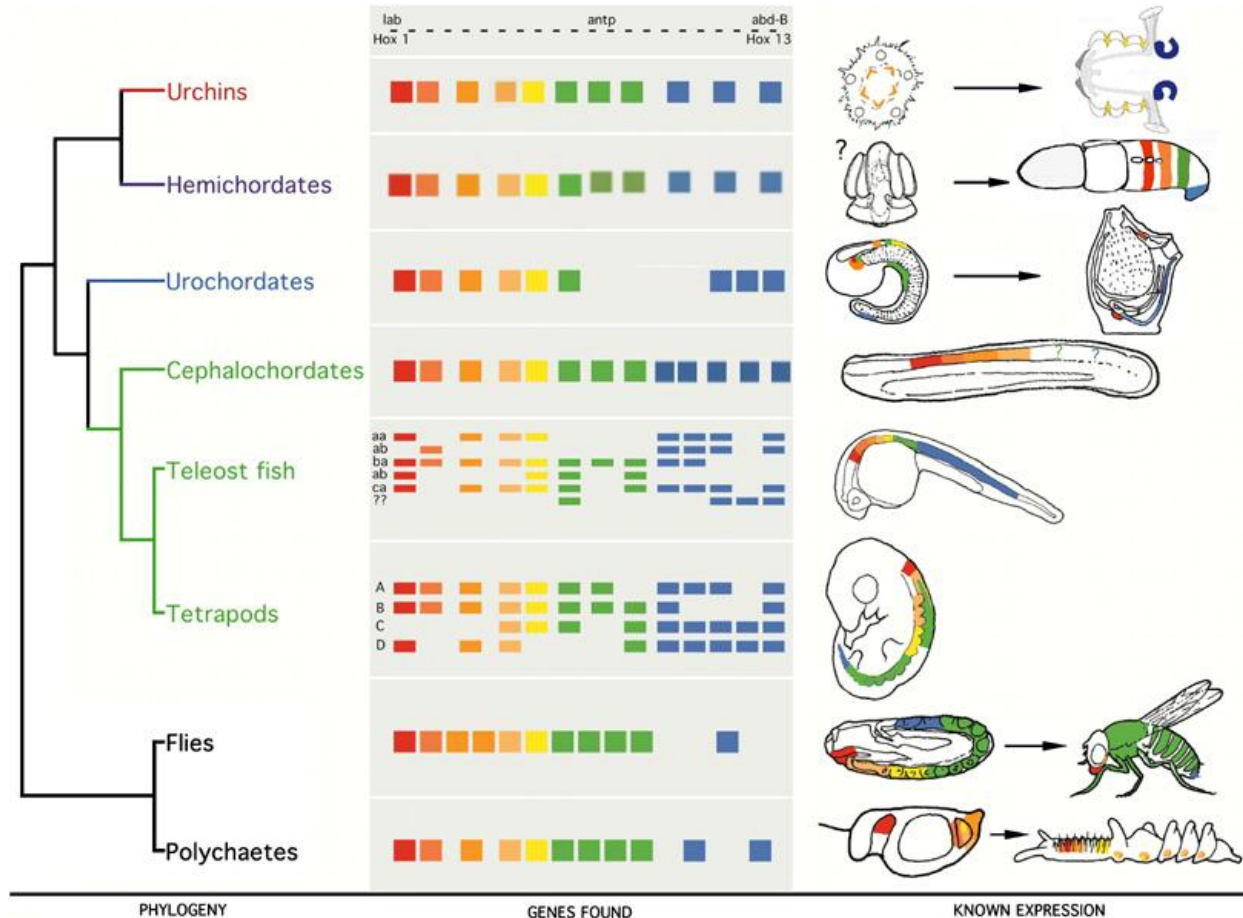 lab antp abd-B
Hox 1 Hox 13
Urchins
Hemichordates
?
Urochordates
Cephalochordates
? ?
Teleost fish
aa
ab
ba
ab
ca
??
Tetrapods
A
B
C
D
Flies
Polychaetes
PHYLOGENY GENES FOUND KNOWN EXPRESSION